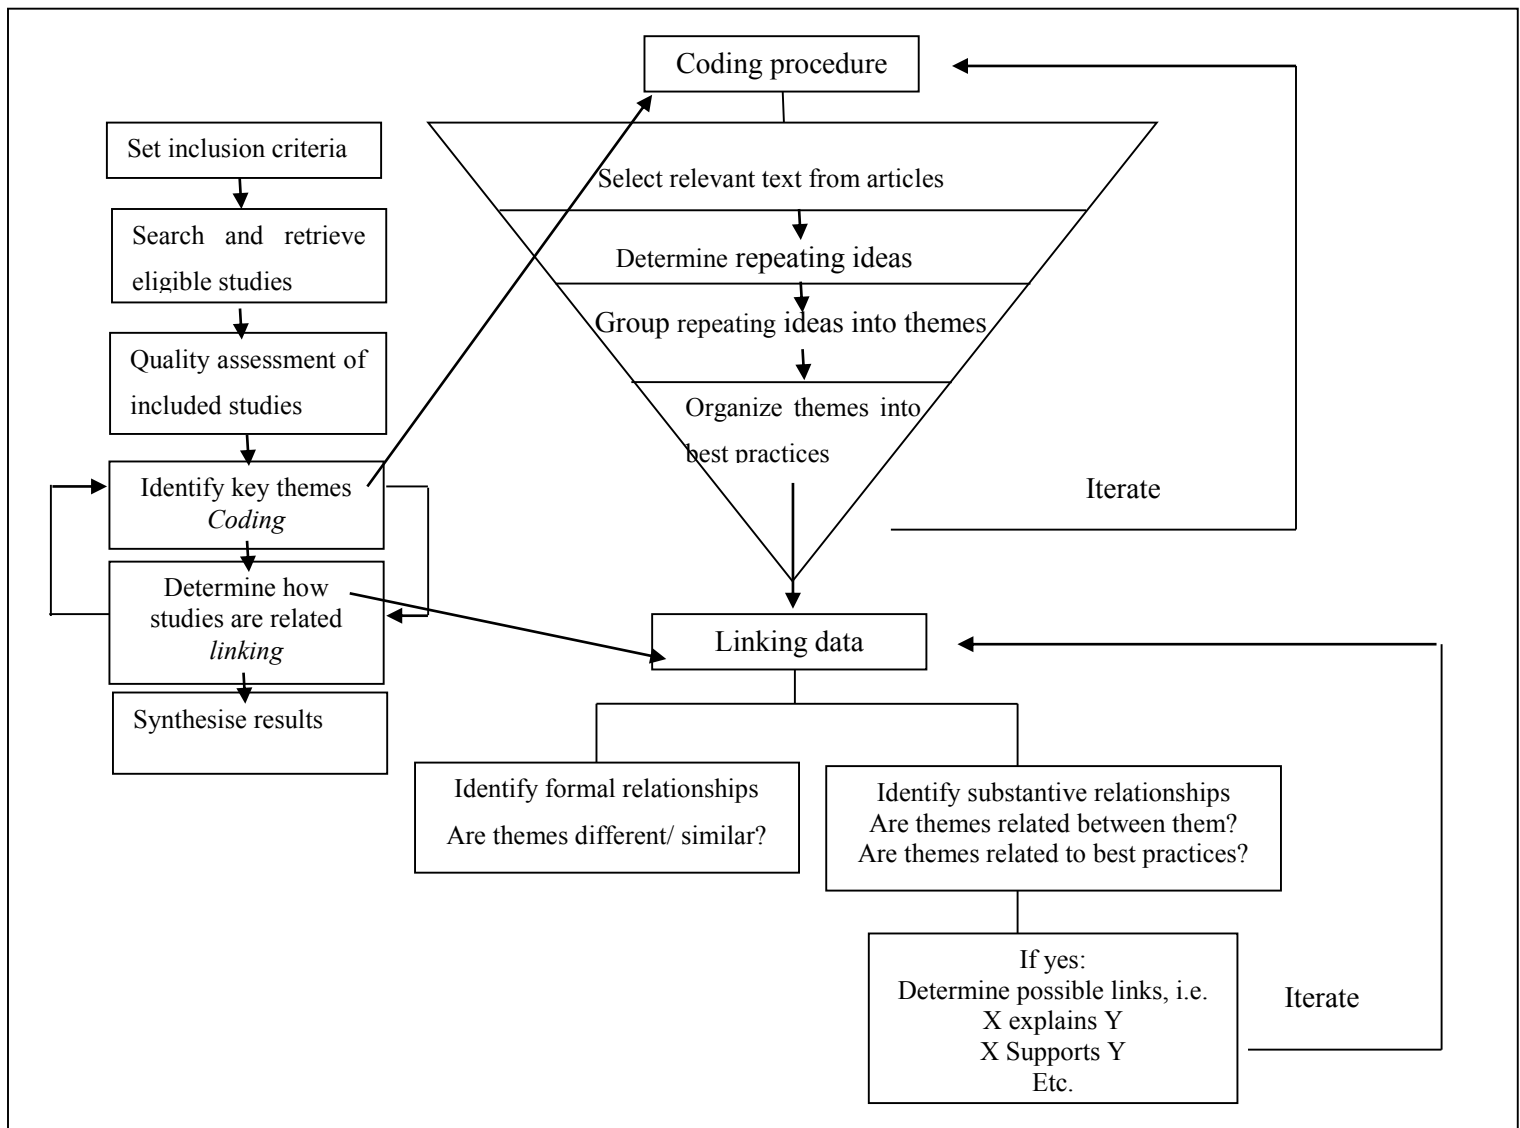 Coding procedure
Set inclusion criteria
Search and retrieve
eligible studies
Quality assessment of
included studies
Identify key themes
Coding
Determine how
studies are related
linking
Synthesise results
Select relevant text from articles
Determine repeating ideas
Group repeating ideas into themes
Organize themes into
best practices
Iterate
Linking data
Identify formal relationships
Are themes different/ similar?
Identify substantive relationships
Are themes related between them?
Are themes related to best practices?
If yes:
Determine possible links, i.e.
X explains Y
X Supports Y
Etc.
Iterate